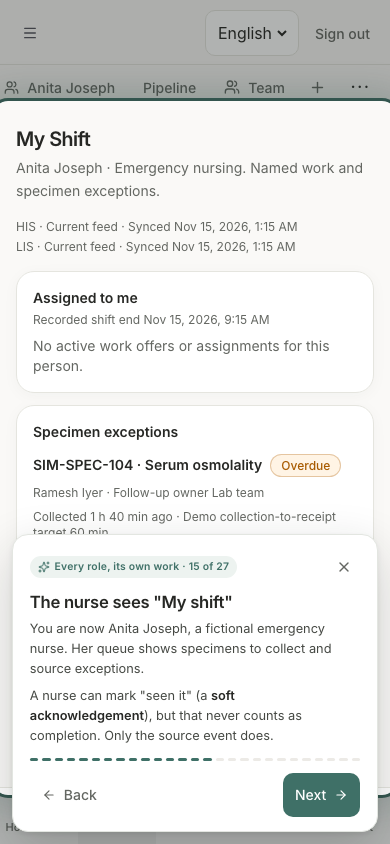 English
Sign out
Anita Joseph
Pipeline
Team
My Shift
Anita Joseph · Emergency nursing. Named work and
specimen exceptions.
HIS · Current feed · Synced Nov 15, 2026, 1:15 AM
LIS · Current feed · Synced Nov 15, 2026, 1:15 AM
Assigned to me
Recorded shift end Nov 15, 2026, 9:15 AM
No active work offers or assignments for this
person.
Specimen exceptions
SIM-SPEC-104 · Serum osmolality Overdue
Ramesh Iyer · Follow-up owner Lab team
Collected 1 h 40 min ago · Demo collection-to-receipt
target 60 min
Every role, its own work · 15 of 27
The nurse sees "My shift"
You are now Anita Joseph, a fictional emergency
nurse. Her queue shows specimens to collect and
source exceptions.
A nurse can mark "seen it" (a soft
acknowledgement), but that never counts as
completion. Only the source event does.
Back
Next